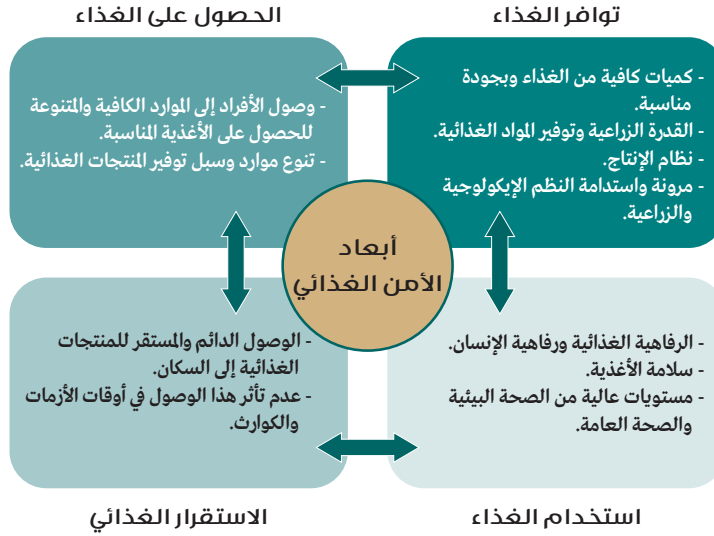 توافر الغذاء
- كميات كافية من الغذاء وبجودة
مناسبة.
- القدرة الزراعية وتوفير المواد الغذائية.
- نظام الإنتاج.
- مرونة واستدامة النظم الإيكولوجية
والزراعية.
الحصول على الغذاء
- وصول الأفراد إلى الموارد الكافية والمتنوعة
للحصول على الأغذية المناسبة.
- تنوع موارد وسبل توفير المنتجات الغذائية.
أبعاد
الأمن الغذائي
- الرفاهية الغذائية ورفاهية الإنسان.
- سلامة الأغذية.
- مستويات عالية من الصحة البيئية
والصحة العامة.
استخدام الغذاء
- الوصول الدائم والمستقر للمنتجات
الغذائية إلى السكان.
- عدم تأثر هذا الوصول في أوقات الأزمات
والكوارث.
الاستقرار الغذائي